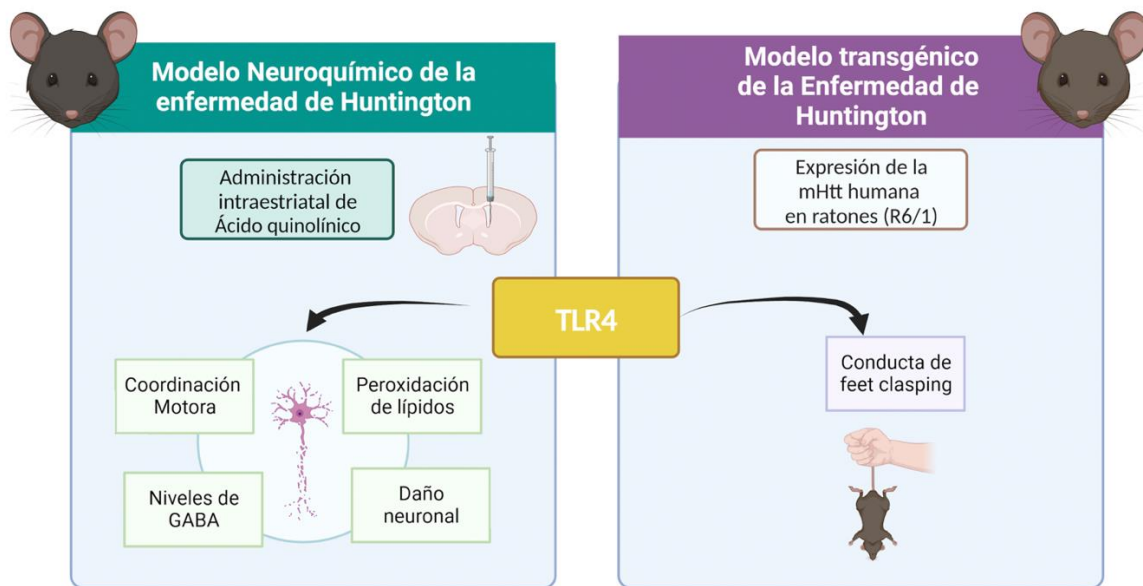 Modelo Neuroquímico de la
enfermedad de Huntington
Administración
intraestriatal de
Ácido quinolínico
Modelo transgénico
de la Enfermedad de
Huntington
Expresión de la
mHtt humana
en ratones (R6/1)
TLR4
Coordinación
Motora
Peroxidación
de lípidos
Niveles de
GABA
Daño
neuronal
Conducta de
feet clasping